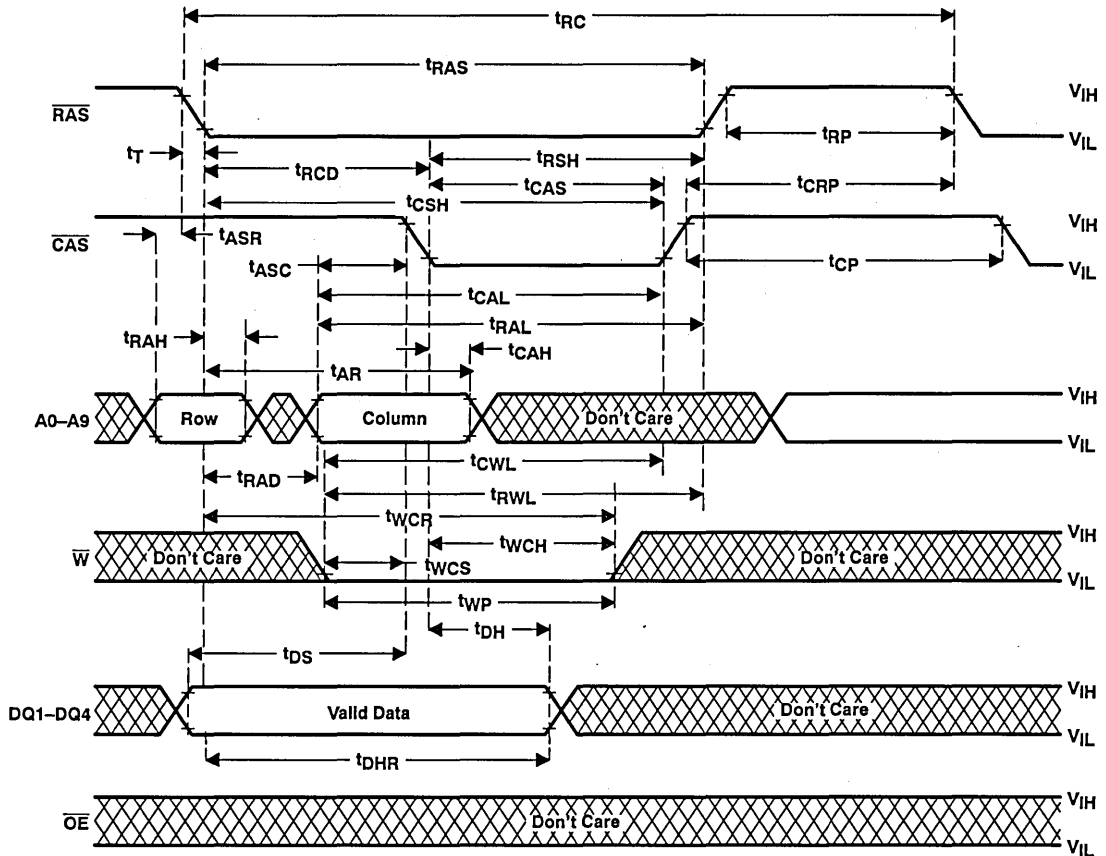 tRC
tRAS
RAS
VIH
VIL
tT
tRP
tRSH
tRCD
tCAS
tCRP
tCSH
CAS
VIH
VIL
tASR
tASC
tCP
tCAL
tRAL
tRAH
tCAH
tAR
A0–A9
Row
Column
Don't Care
VIH
VIL
tCWL
tRAD
tRWL
tWCR
W
Don't Care
tWCH
Don't Care
VIH
VIL
tWCS
tWP
tDH
tDS
DQ1–DQ4
Valid Data
Don't Care
VIH
VIL
tDHR
OE
Don't Care
VIH
VIL